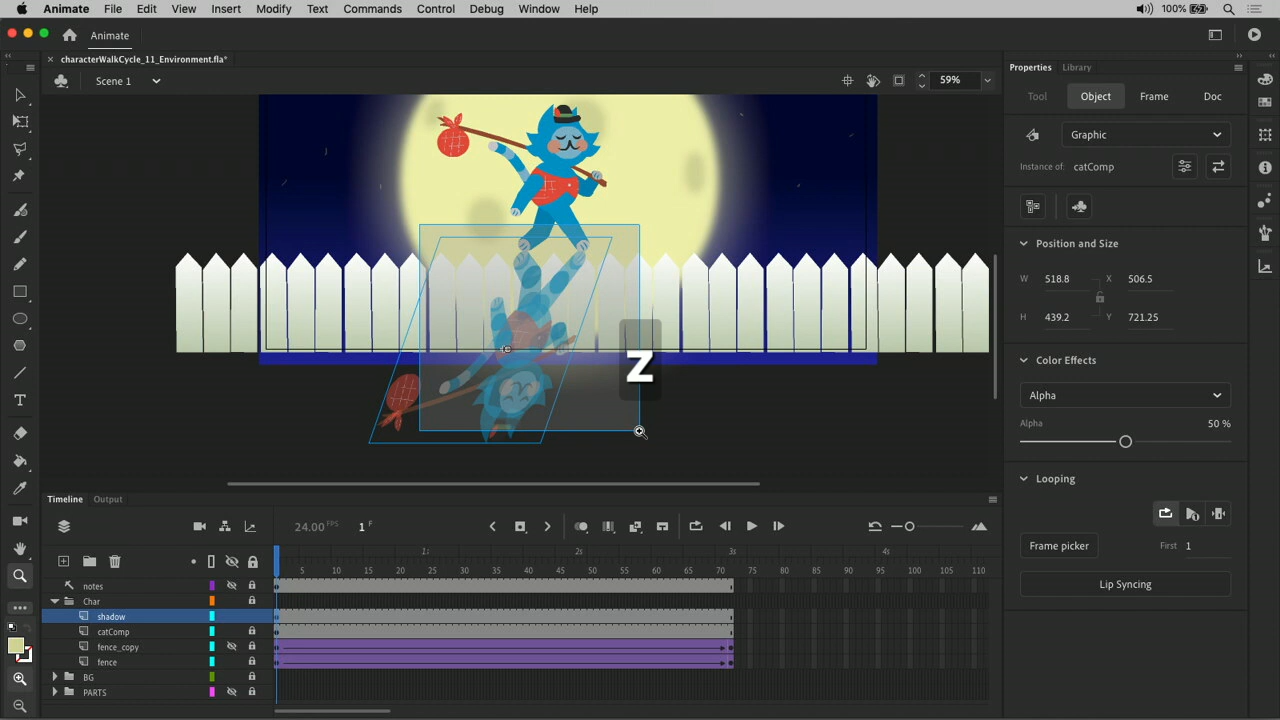 Animate File Edit View Insert Modify Text Commands Control Debug Window Help 100%
Animate
× characterWalkCycle_11_Environment.fla*
Scene 1 59%
Properties Library
Tool Object Frame Doc
Graphic
Instance of: catComp
Position and Size
W 518.8 X 506.5
H 439.2 Y 721.25
Color Effects
Alpha
Alpha 50 %
Looping
Frame picker First 1
Lip Syncing
z
Timeline Output
24.00 FPS 1 F
1s 2s 3s 4s
5 10 15 20 25 30 35 40 45 50 55 60 65 70 75 80 85 90 95 100 105 110
notes
Char
shadow
catComp
fence_copy
fence
BG
PARTS